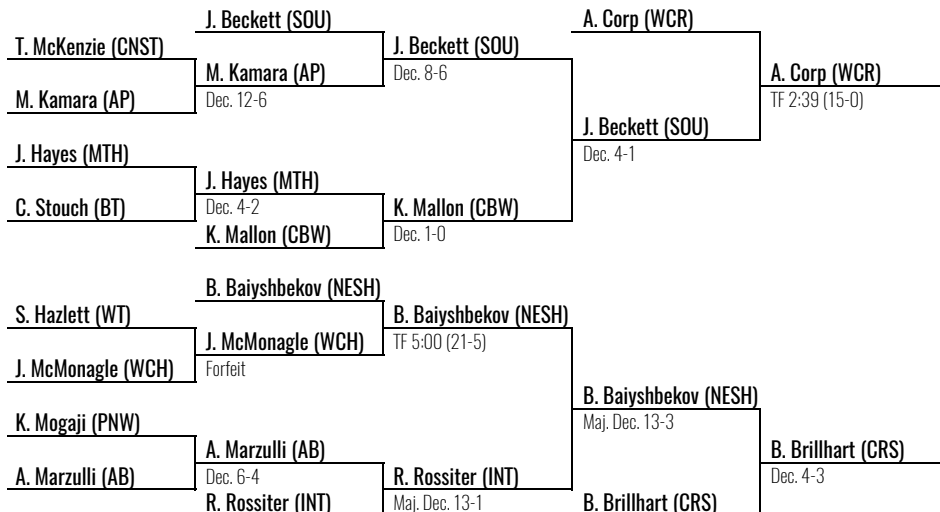 J. Beckett (SOU)
A. Corp (WCR)
T. McKenzie (CNST)
J. Beckett (SOU)
M. Kamara (AP)
Dec. 8-6
A. Corp (WCR)
M. Kamara (AP)
Dec. 12-6
TF 2:39 (15-0)
J. Beckett (SOU)
J. Hayes (MTH)
Dec. 4-1
J. Hayes (MTH)
C. Stouch (BT)
Dec. 4-2
K. Mallon (CBW)
K. Mallon (CBW)
Dec. 1-0
B. Baiyshbekov (NESH)
S. Hazlett (WT)
B. Baiyshbekov (NESH)
J. McMonagle (WCH)
TF 5:00 (21-5)
J. McMonagle (WCH)
Forfeit
B. Baiyshbekov (NESH)
K. Mogaji (PNW)
Maj. Dec. 13-3
A. Marzulli (AB)
B. Brillhart (CRS)
A. Marzulli (AB)
Dec. 6-4
R. Rossiter (INT)
Dec. 4-3
R. Rossiter (INT)
Maj. Dec. 13-1
B. Brillhart (CRS)